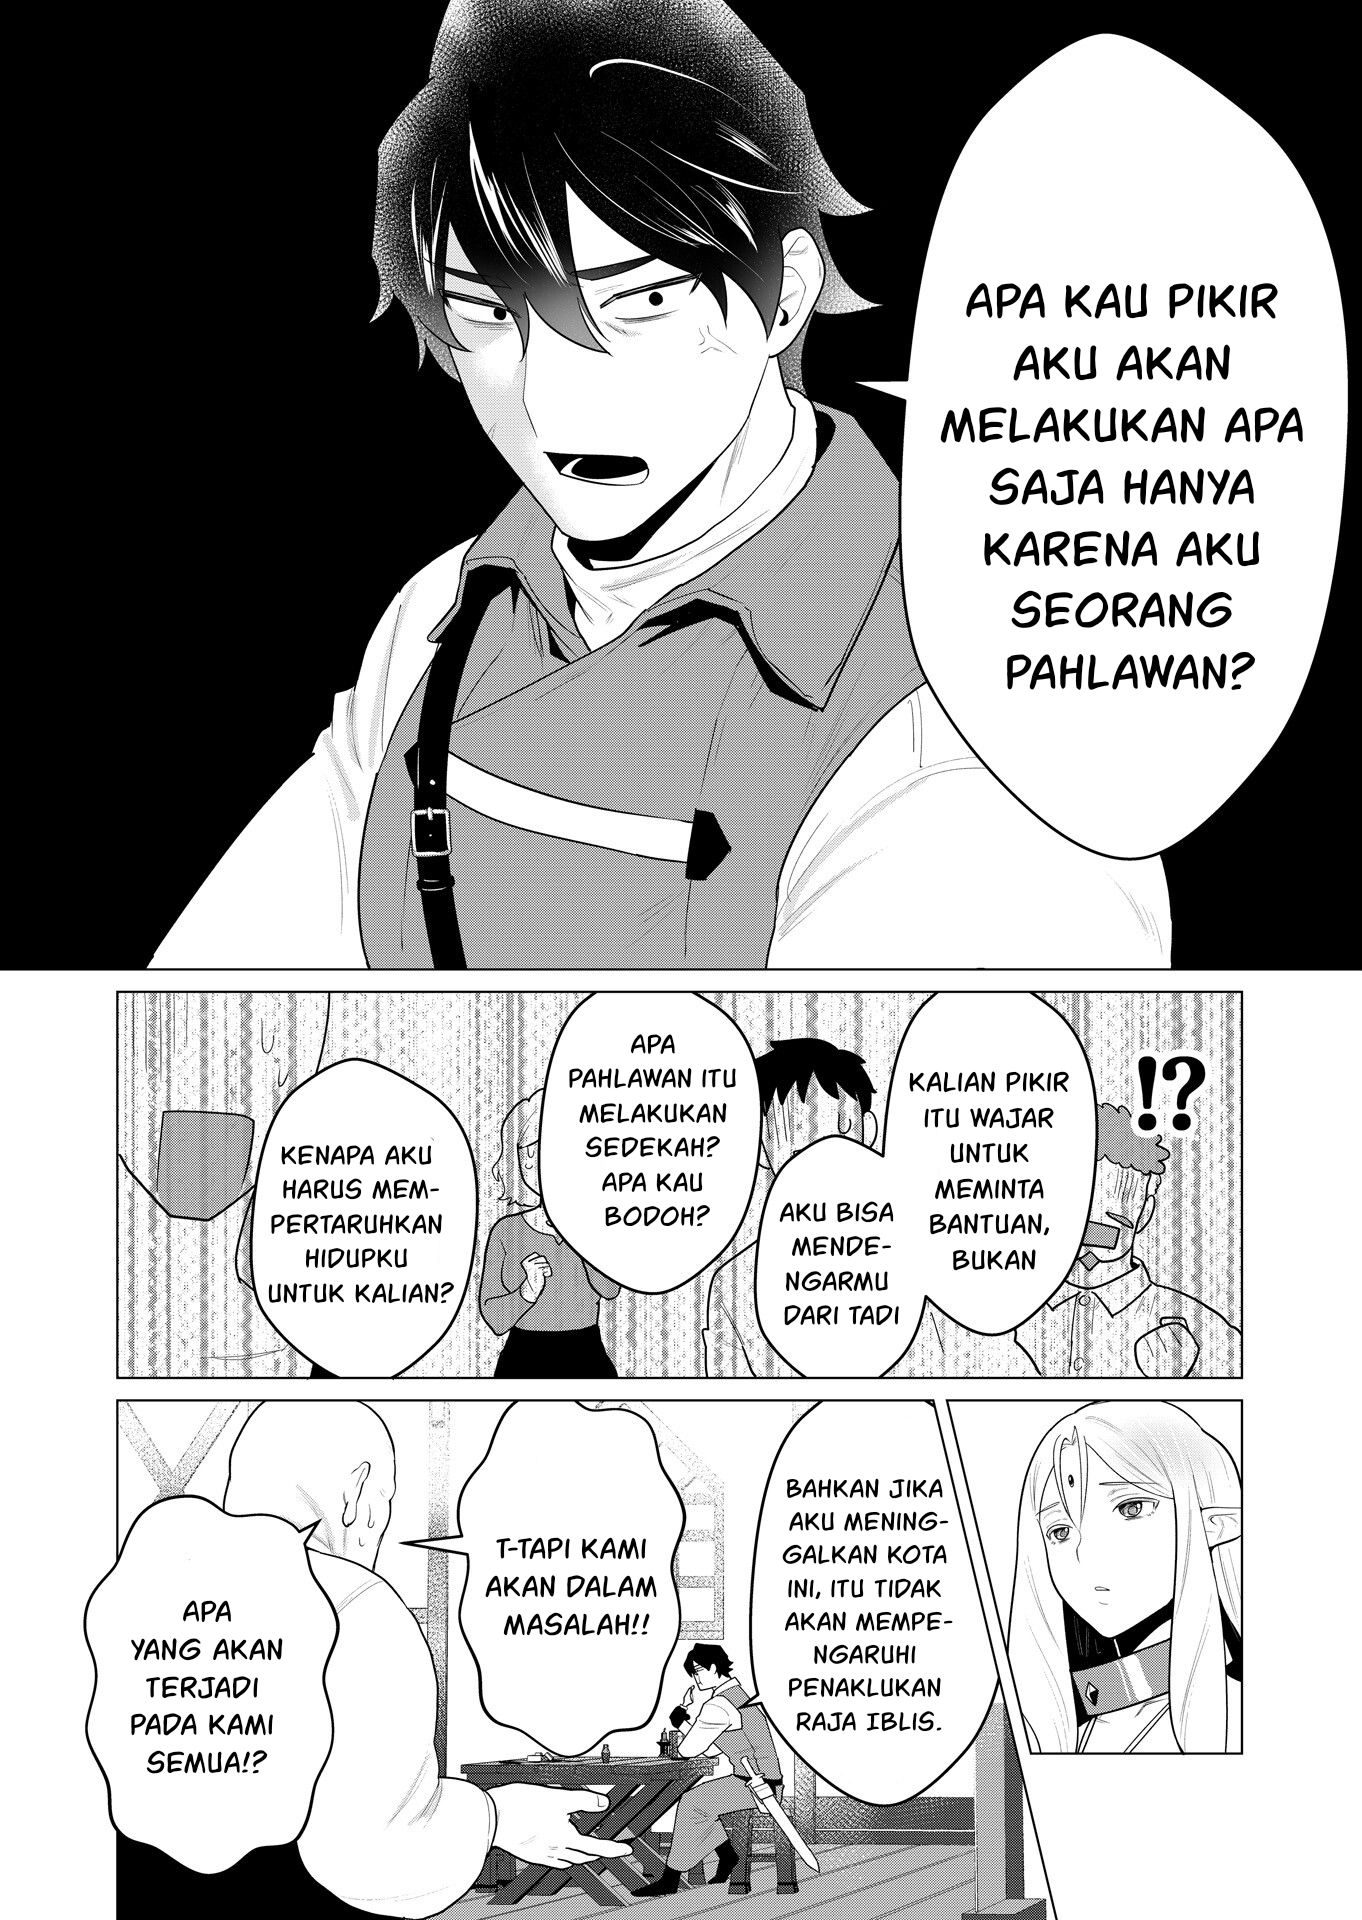 APA KAU PIKIR
AKU AKAN
MELAKUKAN APA
SAJA HANYA
KARENA AKU
SEORANG
PAHLAWAN?
!?
KALIAN PIKIR
ITU WAJAR
UNTUK
MEMINTA
BANTUAN,
BUKAN
AKU BISA
MENDE-
NGARMU
DARI TADI
APA
PAHLAWAN ITU
MELAKUKAN
SEDEKAH?
APA KAU
BODOH?
KENAPA AKU
HARUS MEM-
PERTARUHKAN
HIDUPKU
UNTUK KALIAN?
BAHKAN JIKA
AKU MENING-
GALKAN KOTA
INI, ITU TIDAK
AKAN MEMPE-
NGARUHI
PENAKLUKAN
RAJA IBLIS.
T-TAPI KAMI
AKAN DALAM
MASALAH!!
APA
YANG AKAN
TERJADI
PADA KAMI
SEMUA!?